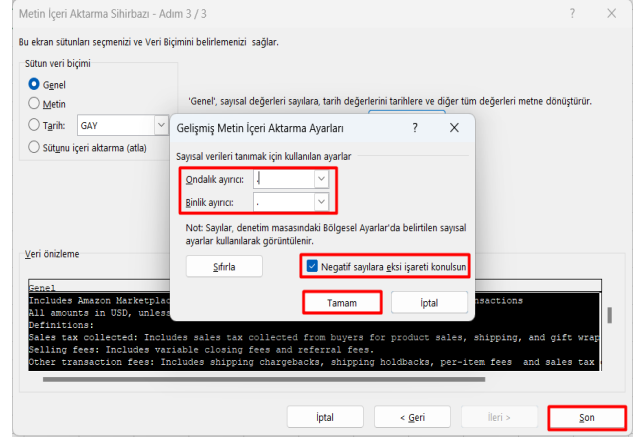 Metin İçeri Aktarma Sihirbazı - Adım 3 / 3
Bu ekran sütunları seçmenizi ve Veri Biçimini belirlemenizi sağlar.
Sütun veri biçimi
Genel
Metin
Tarih: GAY
Sütunu içeri aktarma (atla)
'Genel', sayısal değerleri sayılara, tarih değerlerini tarihlere ve diğer tüm değerleri metne dönüştürür.
Gelişmiş Metin İçeri Aktarma Ayarları
Sayısal verileri tanımak için kullanılan ayarlar
Ondalık ayırıcı:
Binlik ayırıcı: .
Not: Sayılar, denetim masasındaki Bölgesel Ayarlar'da belirtilen sayısal
ayarlar kullanılarak görüntülenir.
Sıfırla
Negatif sayılara eksi işareti konulsun
Tamam
İptal
Veri önizleme
Genel
Includes Amazon Marketplac
All amounts in USD, unless
Definitions:
Sales tax collected: Includes sales tax collected from buyers for product sales, shipping, and gift wrap
Selling fees: Includes variable closing fees and referral fees.
Other transaction fees: Includes shipping chargebacks, shipping holdbacks, per-item fees and sales tax
İptal
< Geri
İleri >
Son